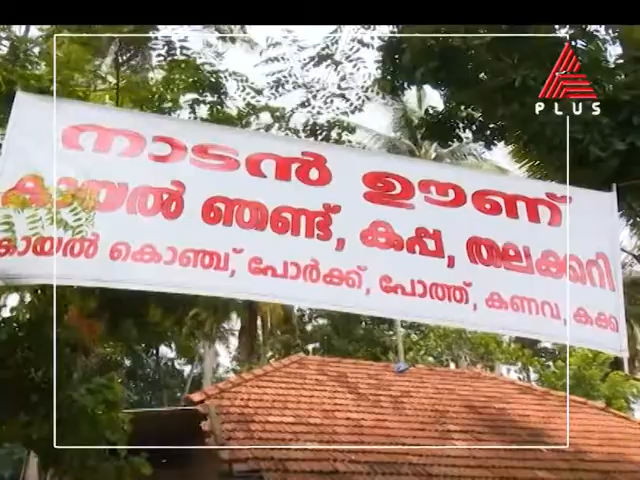 PLUS
നാടൻ ഊണ്
കായൽ ഞണ്ട്, കപ്പ, തലക്കറി
കായൽ കൊഞ്ച്, പോർക്ക്, പോത്ത്, കണവ, കക്ക